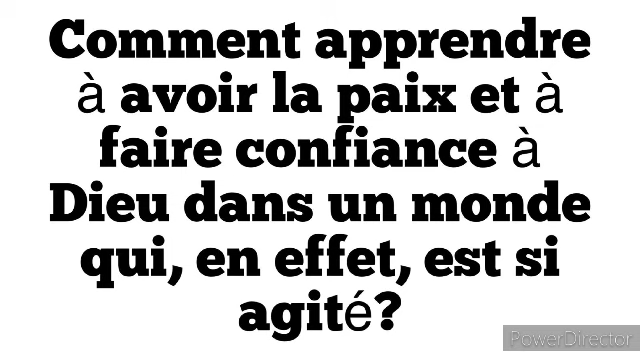 Comment apprendre
à avoir la paix et à
faire confiance à
Dieu dans un monde
qui, en effet, est si
agité?
PowerDirector